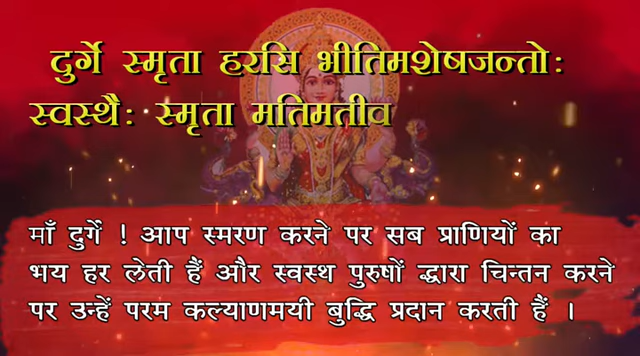 दुर्गे स्मृता हरसि भीतिमशेषजन्तोः
स्वस्थैः स्मृता मतिमतीव
माँ दुर्गें ! आप स्मरण करने पर सब प्राणियों का
भय हर लेती हैं और स्वस्थ पुरुषों द्धारा चिन्तन करने
पर उन्हें परम कल्याणमयी बुद्धि प्रदान करती हैं ।